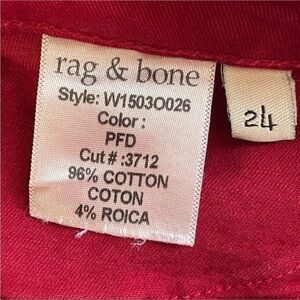 rag & bone
Style: W1503O026
Color :
PFD
Cut # :3712
96% COTTON
COTON
4% ROICA
24